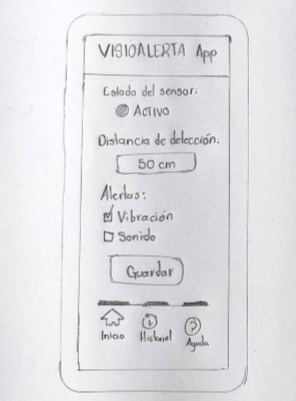 VISIOALERTA App
Estado del sensor:
ACTIVO
Distancia de detección:
50 cm
Alertas:
Vibración
Sonido
Guardar
Inicio Historial Ayuda